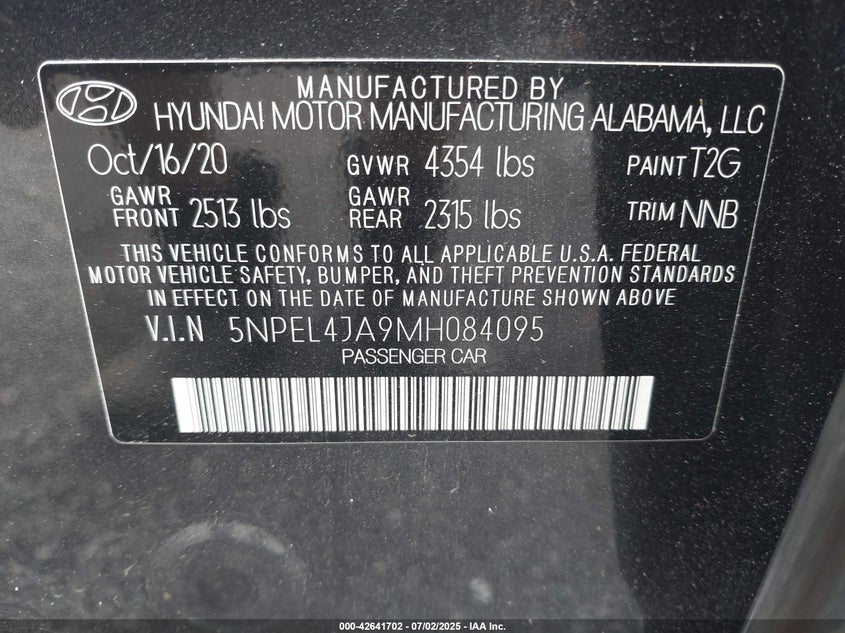 MANUFACTURED BY
HYUNDAI MOTOR MANUFACTURING ALABAMA, LLC
Oct/16/20 GVWR 4354 lbs PAINT T2G
GAWR FRONT 2513 lbs GAWR REAR 2315 lbs TRIM NNB
THIS VEHICLE CONFORMS TO ALL APPLICABLE U.S.A. FEDERAL
MOTOR VEHICLE SAFETY, BUMPER, AND THEFT PREVENTION STANDARDS
IN EFFECT ON THE DATE OF MANUFACTURE SHOWN ABOVE
V.I.N 5NPEL4JA9MH084095
PASSENGER CAR
000-42641702 - 07/02/2025 - IAA Inc.